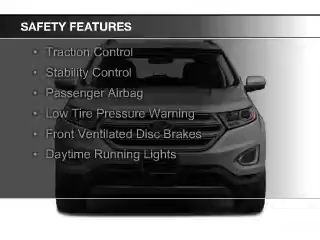 SAFETY FEATURES
• Traction Control
• Stability Control
• Passenger Airbag
• Low Tire Pressure Warning
• Front Ventilated Disc Brakes
• Daytime Running Lights